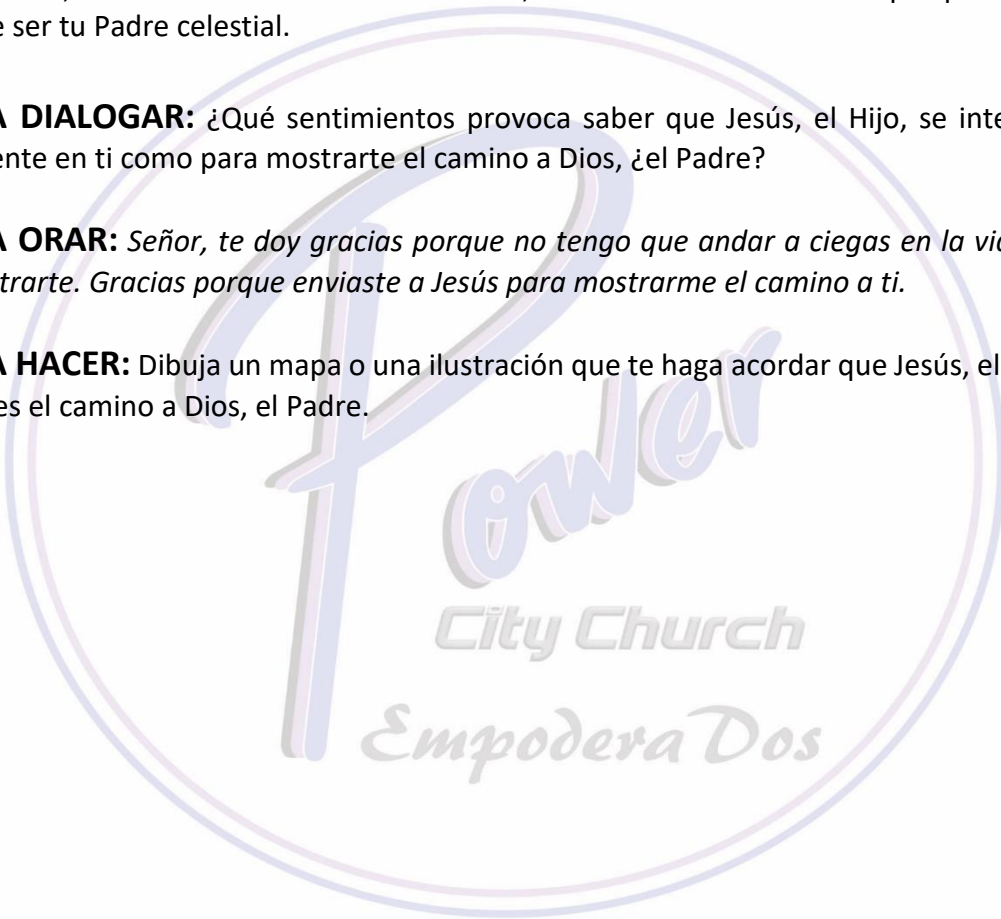 e ser tu Padre celestial.
A DIALOGAR: ¿Qué sentimientos provoca saber que Jesús, el Hijo, se inte
ente en ti como para mostrarte el camino a Dios, ¿el Padre?
A ORAR: Señor, te doy gracias porque no tengo que andar a ciegas en la vi
trarte. Gracias porque enviaste a Jesús para mostrarme el camino a ti.
A HACER: Dibuja un mapa o una ilustración que te haga acordar que Jesús, el
es el camino a Dios, el Padre.
Power
City Church
EmpoderaDos